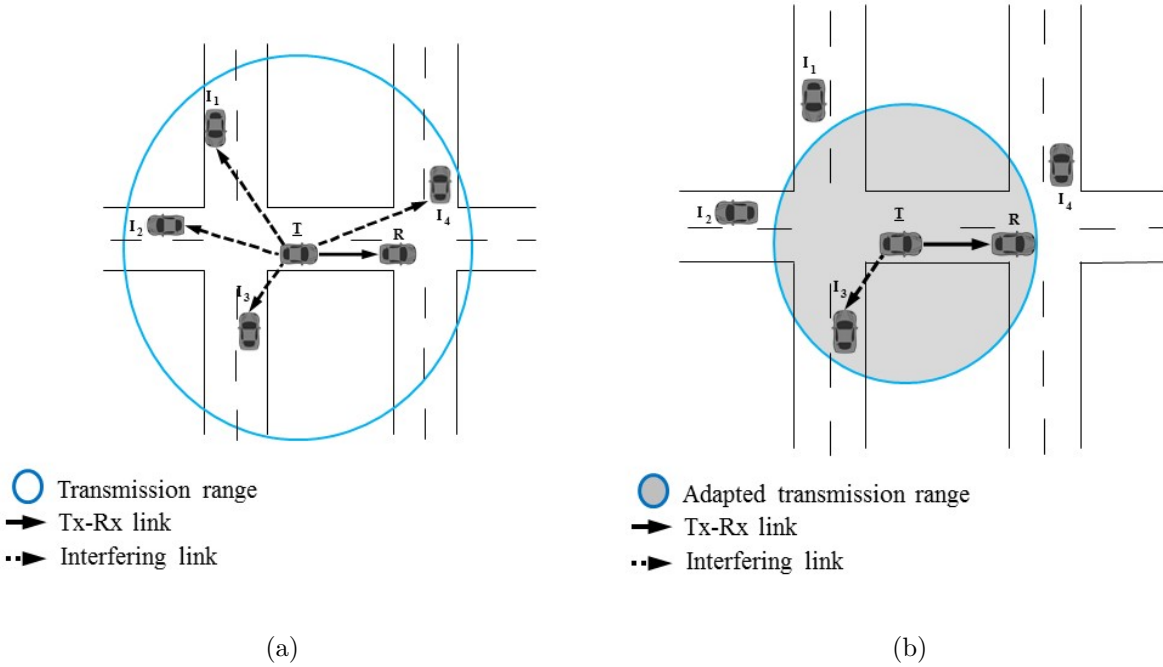 I1
I4
I2
T
R
I3
Transmission range
Tx-Rx link
Interfering link
(a)
I1
I2
T
R
I4
I3
Adapted transmission range
Tx-Rx link
Interfering link
(b)